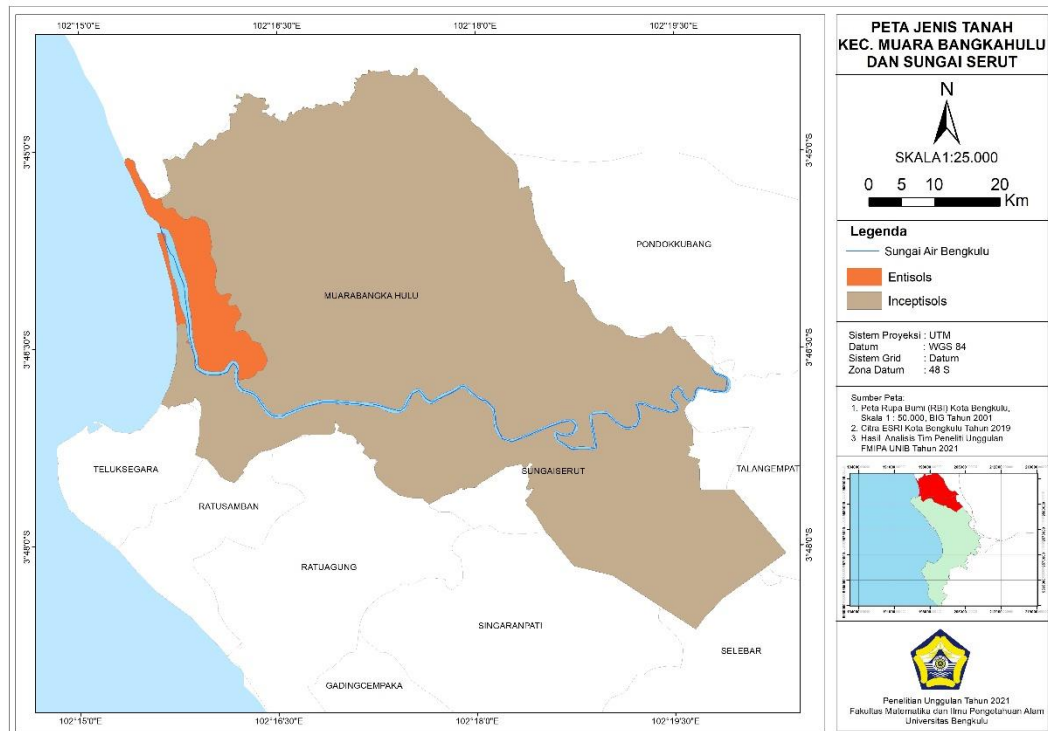 102°15'0"E
102°16'30"E
102°18'0"E
102°19'30"E
3°45'0"S
3°45'0"S
PONDOKKUBANG
MUARABANGKA HULU
3°46'30"S
3°46'30"S
TELUKSEGARA
SUNGAISERUT
TALANGEMPAT
RATUSAMBAN
3°48'0"S
3°48'0"S
RATUAGUNG
SINGARANPATI
SELEBAR
GADINGCEMPAKA
102°15'0"E
102°16'30"E
102°18'0"E
102°19'30"E
PETA JENIS TANAH
KEC. MUARA BANGKAHULU
DAN SUNGAI SERUT
N
SKALA1:25.000
0 5 10 20
Km
Legenda
Sungai Air Bengkulu
Entisols
Inceptisols
Sistem Proyeksi : UTM
Datum : WGS 84
Sistem Grid : Datum
Zona Datum : 48 S
Sumber Peta:
1. Peta Rupa Bumi (RBI) Kota Bengkulu,
Skala 1 : 50.000, BIG Tahun 2001
2. Citra ESRI Kota Bengkulu Tahun 2019
3 Hasil Analisis Tim Peneliti Unggulan
FMIPA UNIB Tahun 2021
Penelitian Unggulan Tahun 2021
Fakultas Matematika dan Ilmu Pengetahuan Alam
Universitas Bengkulu